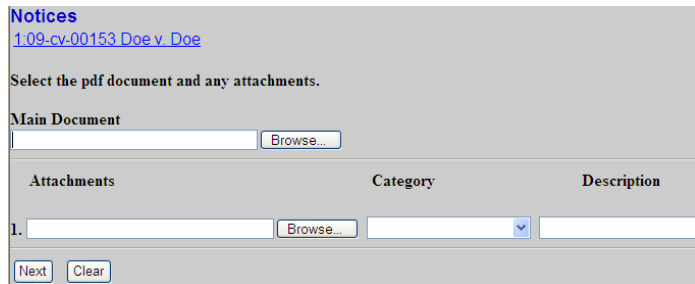 Notices
1:09-cv-00153 Doe v. Doe
Select the pdf document and any attachments.
Main Document
Browse...
Attachments Category Description
1. Browse...
Next Clear